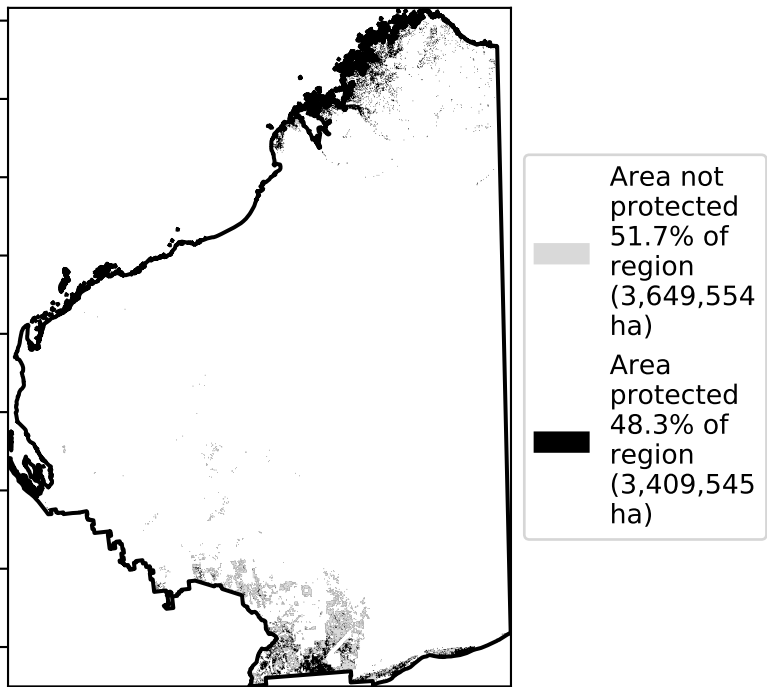 Area not
protected
51.7% of
region
(3,649,554
ha)
Area
protected
48.3% of
region
(3,409,545
ha)